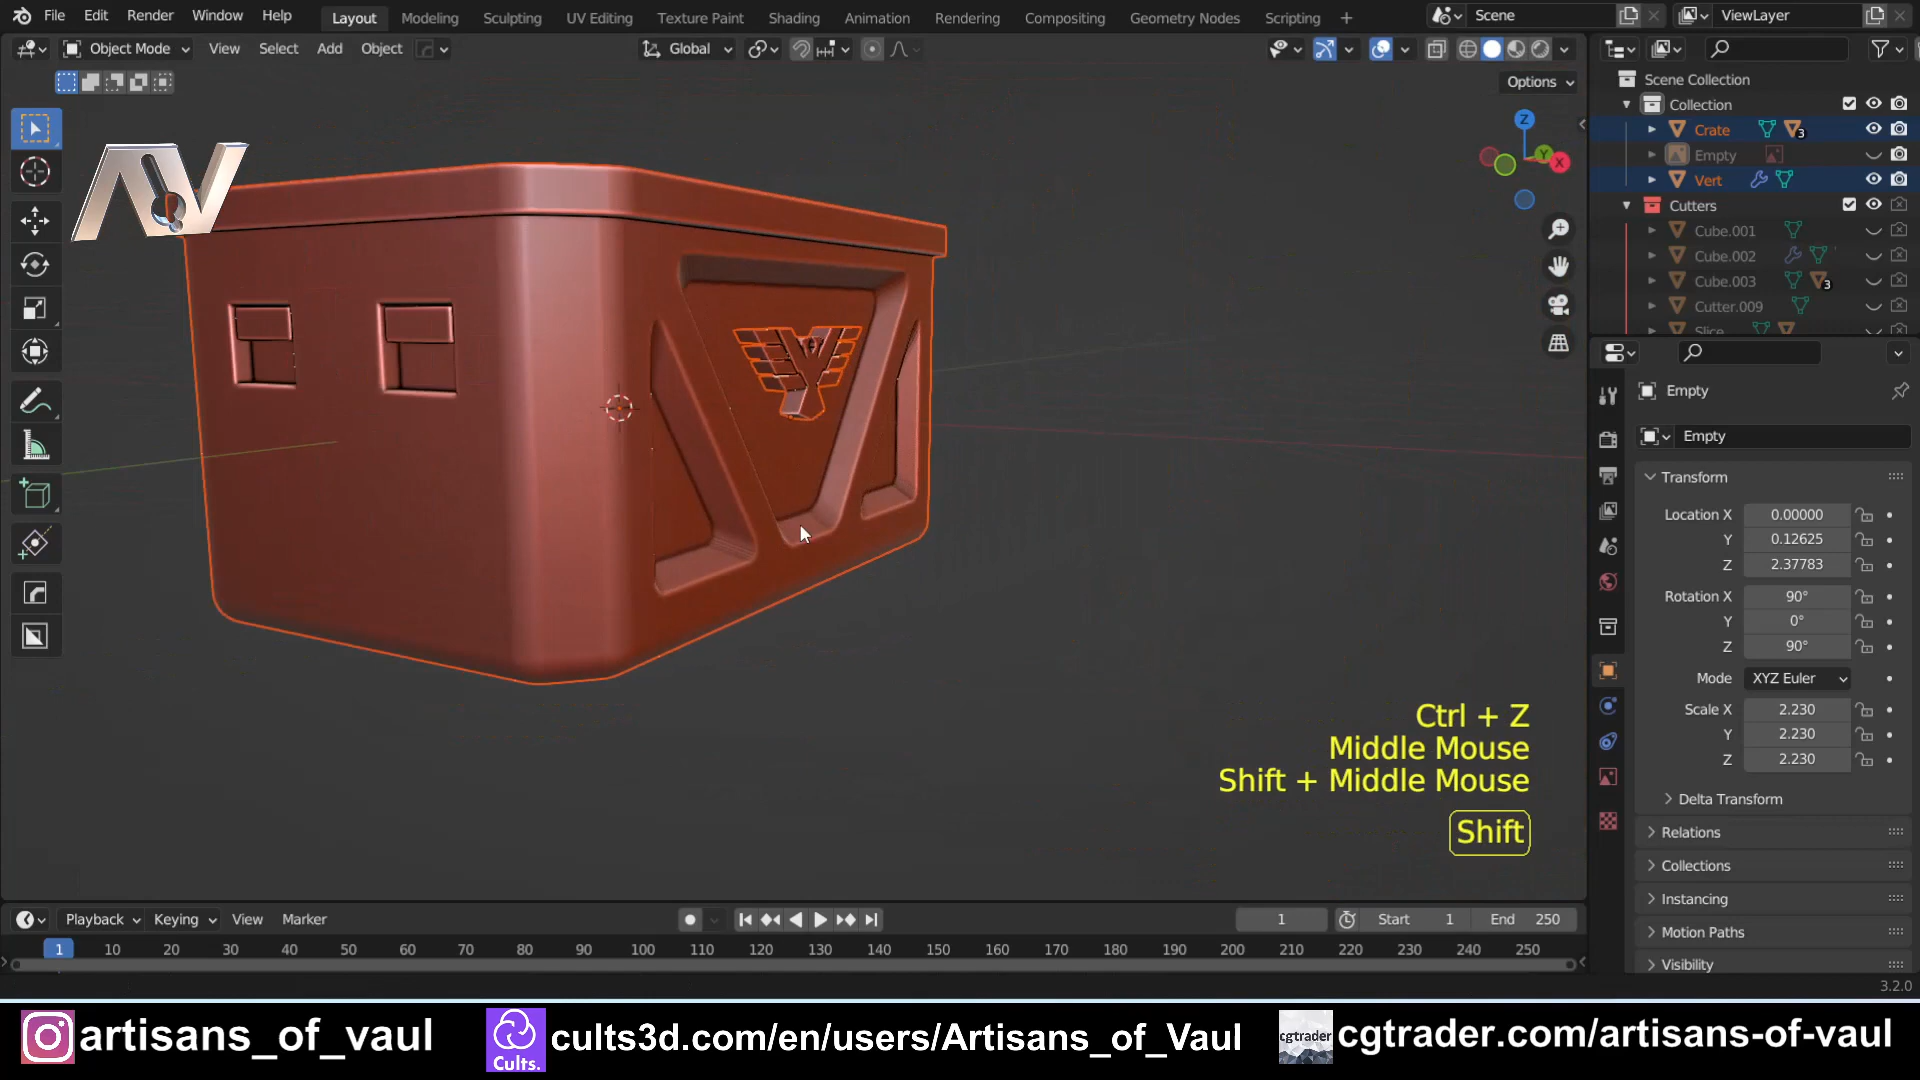 File Edit Render Window Help Layout Modeling Sculpting UV Editing Texture Paint Shading Animation Rendering Compositing Geometry Nodes Scripting + Scene ViewLayer
Object Mode View Select Add Object Global
Options
Scene Collection
Collection
Crate 3
Empty
Vert
Cutters
Cube.001
Cube.002
Cube.003 3
Cutter.009
Slice
Z
Y
X
AV
Empty
Empty
Transform
Location X 0.00000
Y 0.12625
Z 2.37783
Rotation X 90°
Y 0°
Z 90°
Mode XYZ Euler
Scale X 2.230
Y 2.230
Z 2.230
Delta Transform
Relations
Collections
Instancing
Motion Paths
Visibility
Ctrl + Z
Middle Mouse
Shift + Middle Mouse
Shift
Playback Keying View Marker 1 Start 1 End 250
1 10 20 30 40 50 60 70 80 90 100 110 120 130 140 150 160 170 180 190 200 210 220 230 240 250
3.2.0
artisans_of_vaul Cults. cults3d.com/en/users/Artisans_of_Vaul cgtrader cgtrader.com/artisans-of-vaul